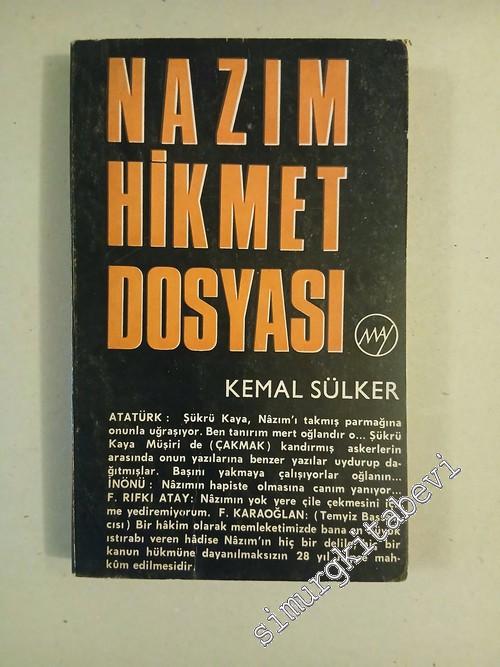 NAZIM
HİKMET
DOSYASI
MAY
KEMAL SÜLKER
ATATÜRK : Şükrü Kaya, Nâzım'ı takmış parmağına
onunla uğraşıyor. Ben tanırım mert oğlandır o... Şükrü
Kaya Müşiri de (ÇAKMAK) kandırmış askerlerin
arasında onun yazılarına benzer yazılar uydurup da-
ğıtmışlar. Başını yakmaya çalışıyorlar oğlanın...
İNÖNÜ : Nâzımın hapiste olmasına canım yanıyor...
F. RIFKI ATAY: Nâzımın yok yere çile çekmesini
me yediremiyorum. F. KARAOĞLAN: (Temyiz
cısı) Bir hâkim olarak memleketimizde bana en
ıstırabı veren hâdise Nâzım'ın hiç bir delile bir
kanun hükmüne dayanılmaksızın 28 yıl mah-
kûm edilmesidir.
simurgkitabevi